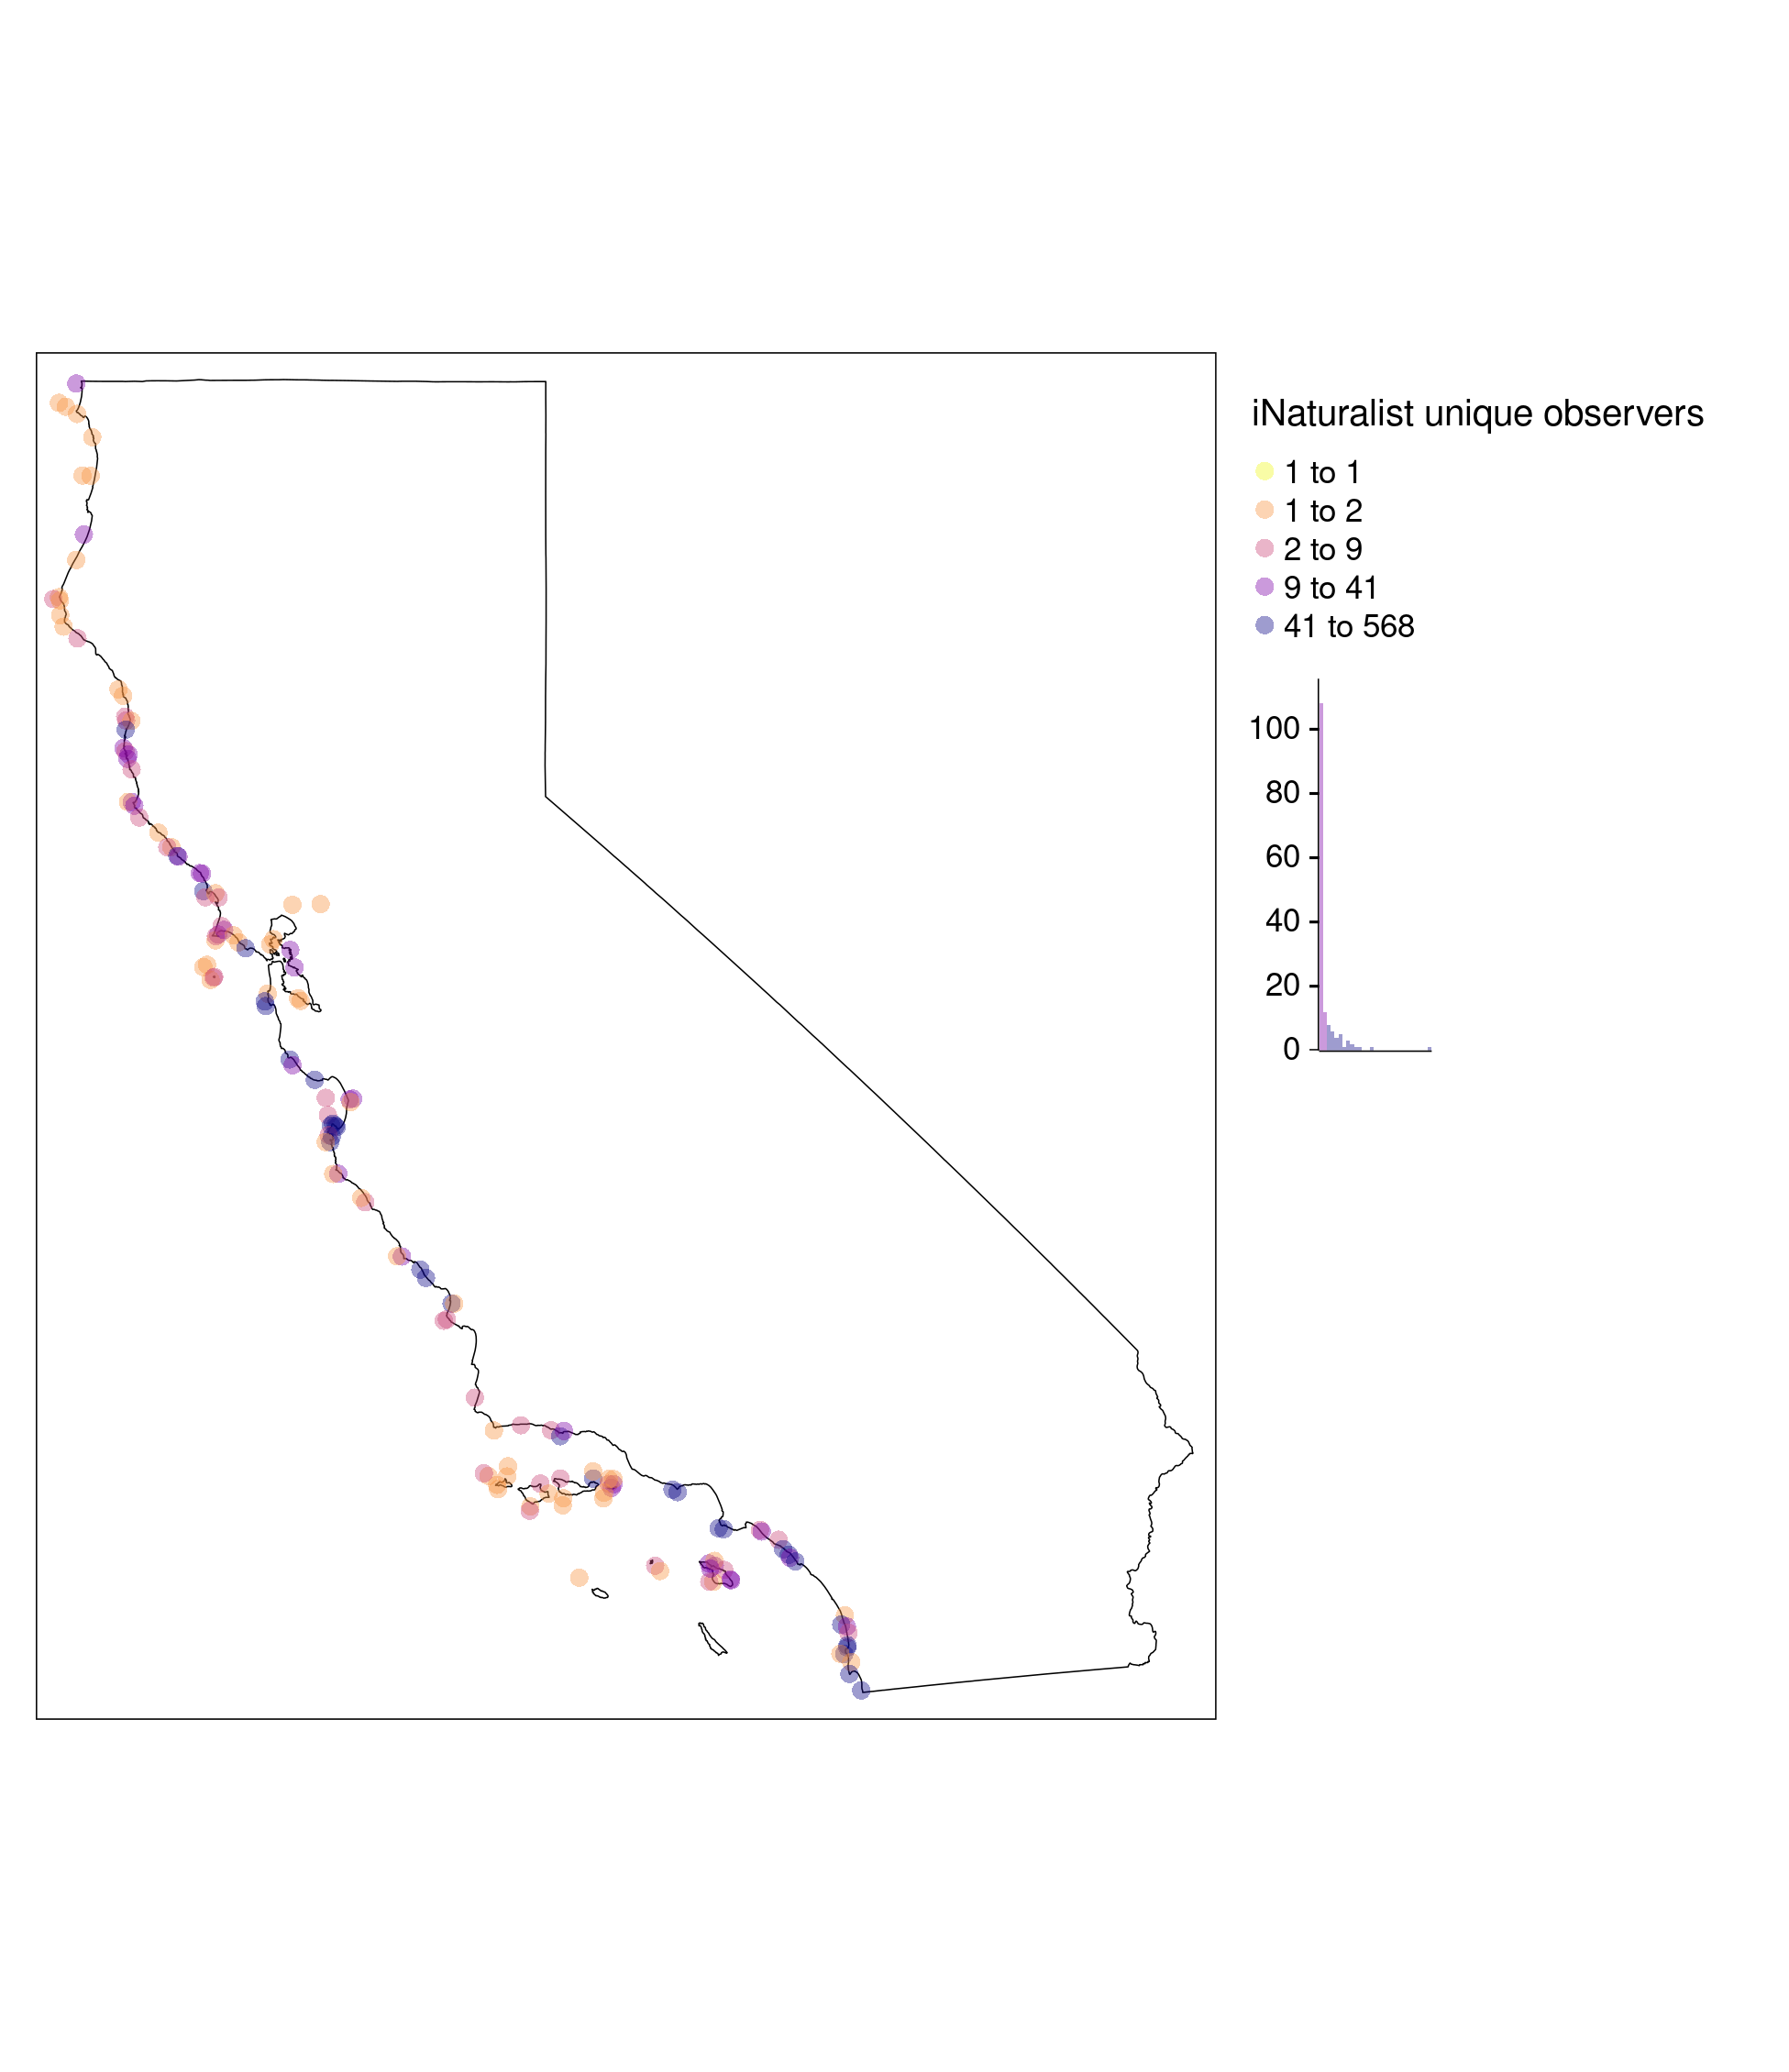 iNaturalist unique observers
1 to 1
1 to 2
2 to 9
9 to 41
41 to 568
100
80
60
40
20
0